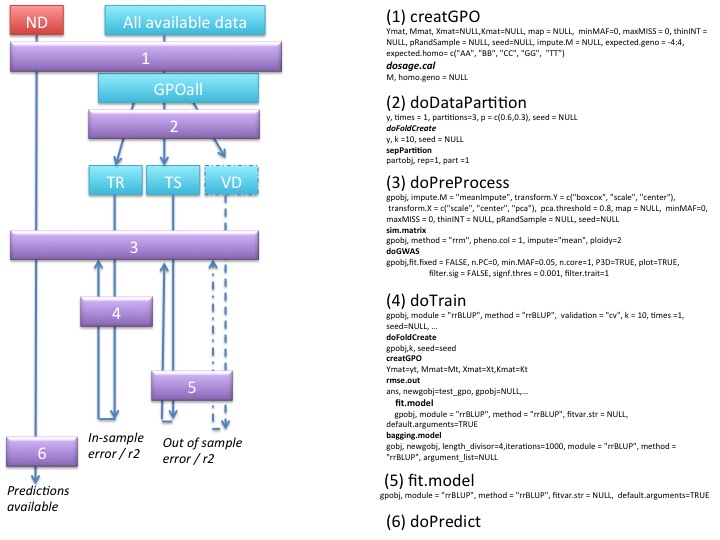 ND
All available data
1
GPOall
2
TR
TS
VD
3
4
5
In-sample
error / r2
Out of sample
error / r2
6
Predictions
available
(1) creatGPO
Ymat, Mmat, Xmat=NULL,Kmat=NULL, map = NULL,  minMAF=0, maxMISS = 0, thinINT =
NULL, pRandSample = NULL, seed=NULL, impute.M = NULL, expected.geno = -4:4,
expected.homo= c("AA", "BB", "CC", "GG",  "TT")
dosage.cal
M, homo.geno = NULL
(2) doDataPartition
y, times = 1, partitions=3, p = c(0.6,0.3), seed = NULL
doFoldCreate
y, k =10, seed = NULL
sepPartition
partobj, rep=1, part =1
(3) doPreProcess
gpobj, impute.M = "meanImpute", transform.Y = c("boxcox", "scale", "center"),
transform.X = c("scale", "center", "pca"),  pca.threshold = 0.8, map = NULL,  minMAF=0,
maxMISS = 0, thinINT = NULL, pRandSample = NULL, seed=NULL
sim.matrix
gpobj, method = "rrm", pheno.col = 1, impute="mean", ploidy=2
doGWAS
gpobj,fit.fixed = FALSE, n.PC=0, min.MAF=0.05, n.core=1, P3D=TRUE, plot=TRUE,
filter.sig = FALSE, signf.thres = 0.001, filter.trait=1
(4) doTrain
gpobj, module = "rrBLUP", method = "rrBLUP",  validation = "cv", k = 10, times =1,
seed=NULL, ...
doFoldCreate
gpobj,k, seed=seed
creatGPO
Ymat=yt, Mmat=Mt, Xmat=Xt,Kmat=Kt
rmse.out
ans, newgobj=test_gpo, gpobj=NULL,...
fit.model
gpobj, module = "rrBLUP", method = "rrBLUP", fitvar.str = NULL,
default.arguments=TRUE
bagging.model
gobj, newgobj, length_divisor=4,iterations=1000, module = "rrBLUP", method =
"rrBLUP", argument_list=NULL
(5) fit.model
gpobj, module = "rrBLUP", method = "rrBLUP", fitvar.str = NULL,  default.arguments=TRUE
(6) doPredict